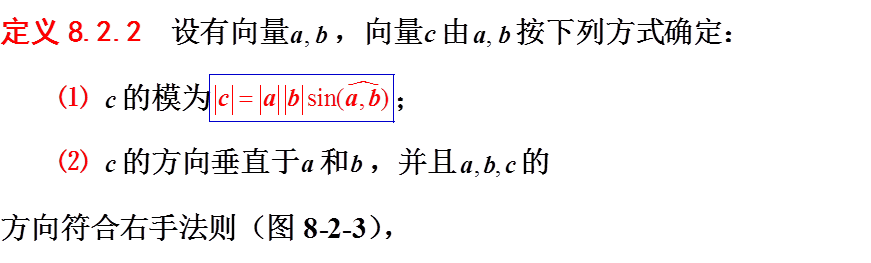 定义 8.2.2 设有向量a, b，向量c 由a, b 按下列方式确定：
(1) c 的模为|c| = |a||b| sin(a, b)；
(2) c 的方向垂直于a 和b，并且a, b, c 的
方向符合右手法则（图 8-2-3），